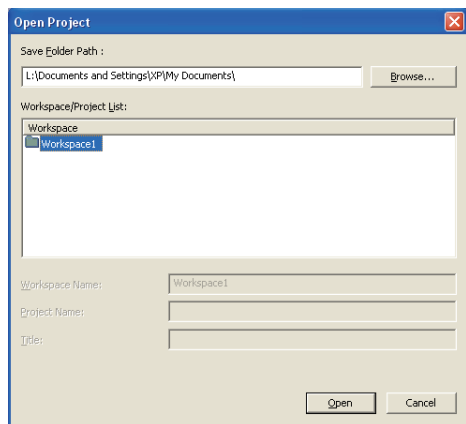 Open Project
Save Folder Path :
L:\Documents and Settings\XP\My Documents\
Browse...
Workspace/Project List:
Workspace
Workspace1
Workspace Name:
Workspace1
Project Name:
Title:
Open
Cancel